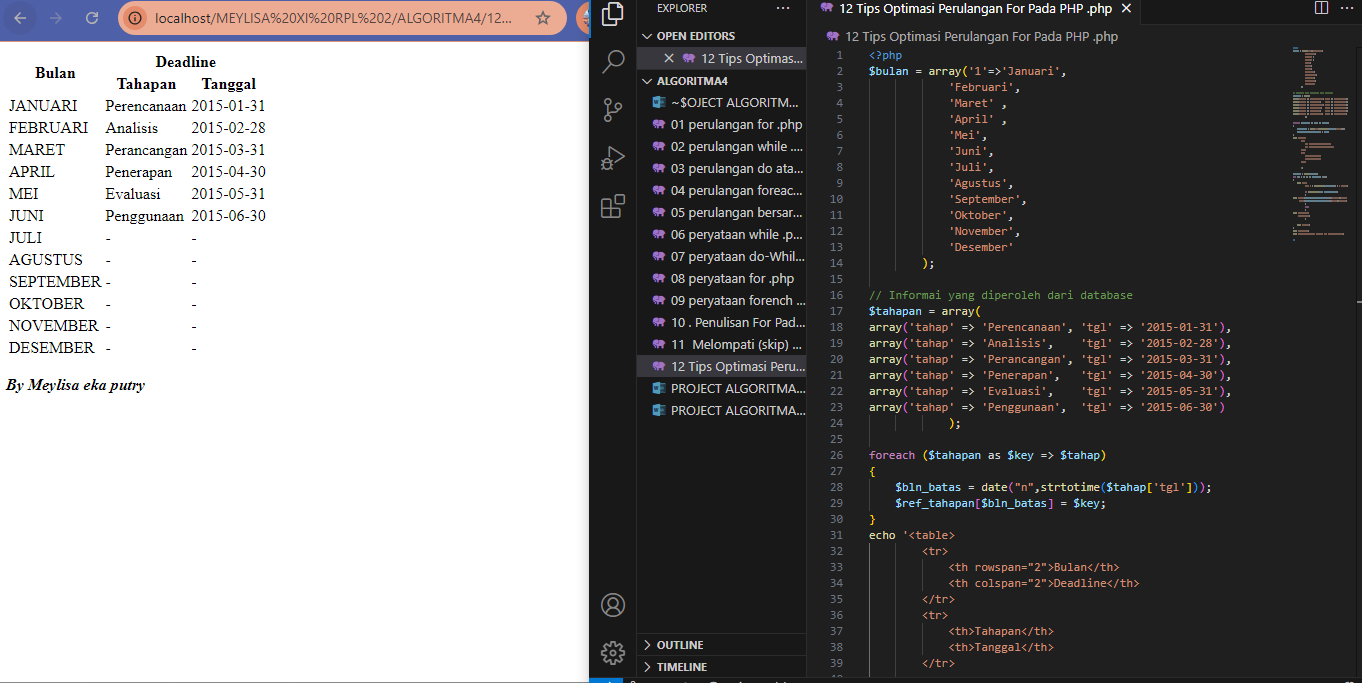 localhost/MEYLISA%20XI%20RPL%202/ALGORITMA4/12...
Bulan Deadline
Tahapan Tanggal
JANUARI Perencanaan 2015-01-31
FEBRUARI Analisis 2015-02-28
MARET Perancangan 2015-03-31
APRIL Penerapan 2015-04-30
MEI Evaluasi 2015-05-31
JUNI Penggunaan 2015-06-30
JULI - -
AGUSTUS - -
SEPTEMBER - -
OKTOBER - -
NOVEMBER - -
DESEMBER - -
By Meylisa eka putry
EXPLORER ...
OPEN EDITORS
12 Tips Optimas...
ALGORITMA4
~$OJECT ALGORITM...
01 perulangan for .php
02 perulangan while ....
03 perulangan do ata...
04 perulangan foreac...
05 perulangan bersar...
06 peryataan while .p...
07 peryataan do-Whil...
08 peryataan for .php
09 peryataan forench ...
10 . Penulisan For Pad...
11 Melompati (skip) ...
12 Tips Optimasi Peru...
PROJECT ALGORITMA...
PROJECT ALGORITMA...
OUTLINE
TIMELINE
12 Tips Optimasi Perulangan For Pada PHP .php
12 Tips Optimasi Perulangan For Pada PHP .php
1 <?php
2 $bulan = array('1'=>'Januari',
3 'Februari',
4 'Maret' ,
5 'April' ,
6 'Mei',
7 'Juni',
8 'Juli',
9 'Agustus',
10 'September',
11 'Oktober',
12 'November',
13 'Desember'
14 );
15
16 // Informai yang diperoleh dari database
17 $tahapan = array(
18 array('tahap' => 'Perencanaan', 'tgl' => '2015-01-31'),
19 array('tahap' => 'Analisis', 'tgl' => '2015-02-28'),
20 array('tahap' => 'Perancangan', 'tgl' => '2015-03-31'),
21 array('tahap' => 'Penerapan', 'tgl' => '2015-04-30'),
22 array('tahap' => 'Evaluasi', 'tgl' => '2015-05-31'),
23 array('tahap' => 'Penggunaan', 'tgl' => '2015-06-30')
24 );
25
26 foreach ($tahapan as $key => $tahap)
27 {
28 $bln_batas = date("n",strtotime($tahap['tgl']));
29 $ref_tahapan[$bln_batas] = $key;
30 }
31 echo '<table>
32 <tr>
33 <th rowspan="2">Bulan</th>
34 <th colspan="2">Deadline</th>
35 </tr>
36 <tr>
37 <th>Tahapan</th>
38 <th>Tanggal</th>
39 </tr>